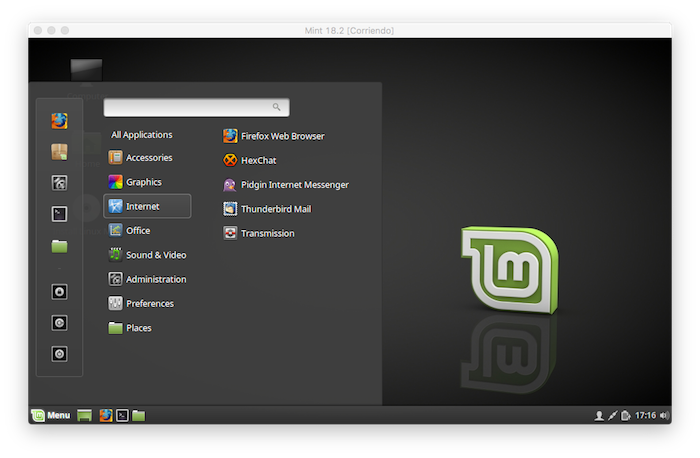 Mint 18.2 [Corriendo]
All Applications
Accessories
Graphics
Internet
Office
Sound & Video
Administration
Preferences
Places
Firefox Web Browser
HexChat
Pidgin Internet Messenger
Thunderbird Mail
Transmission
Menu
17:16